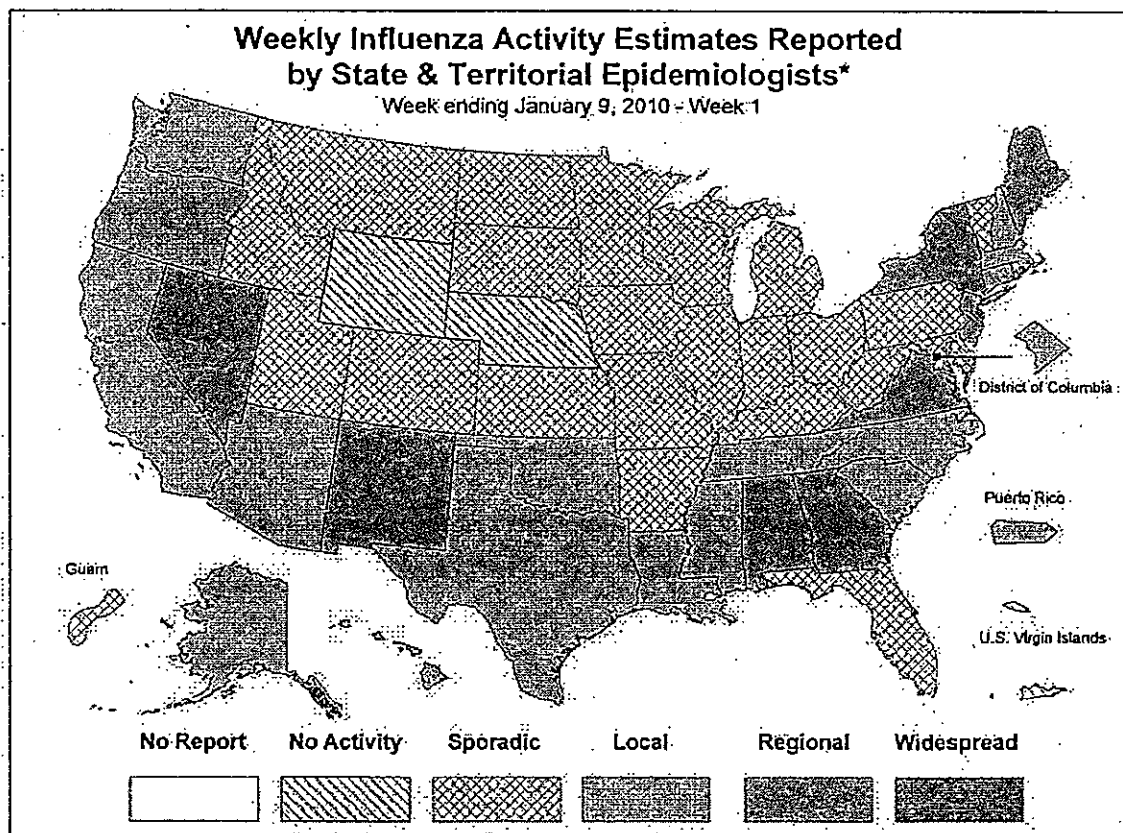 Weekly Influenza Activity Estimates Reported
by State & Territorial Epidemiologists*
Week ending January 9, 2010 - Week 1
District of Columbia
Puerto Rico
Guam
U.S. Virgin Islands
No Report No Activity Sporadic Local Regional Widespread